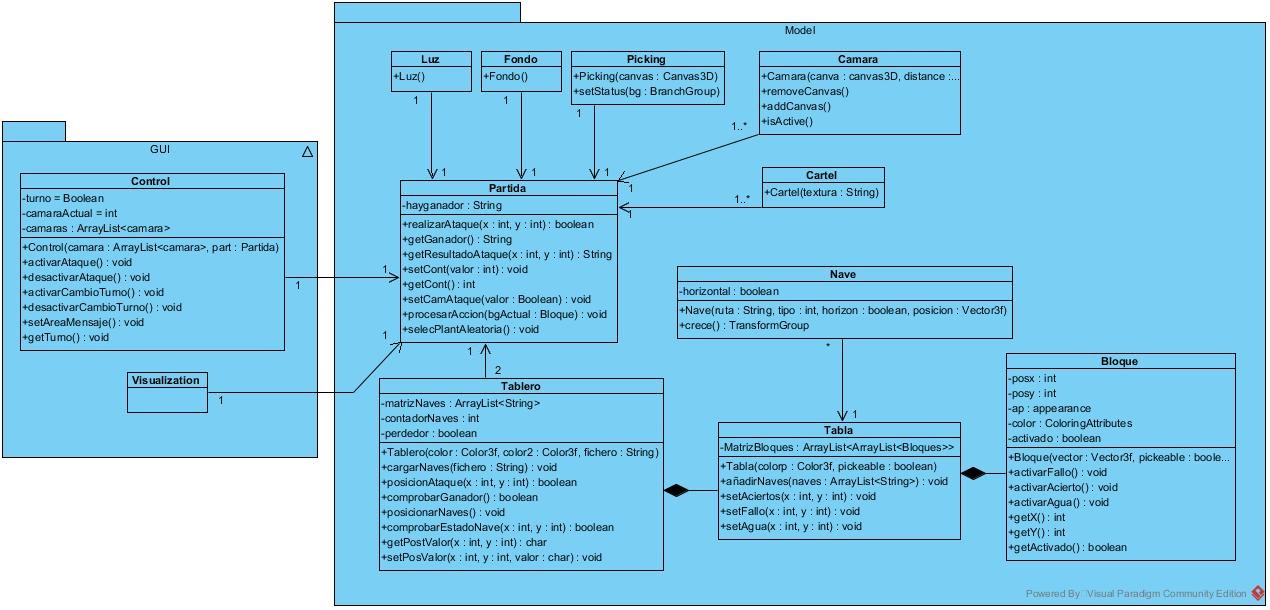 Model
Luz
+Luz()
1
1
Fondo
+Fondo()
1
1
Picking
+Picking(canvas : Canvas3D)
+setStatus(bg : BranchGroup)
1
1
Camara
+Camara(canva : canvas3D, distance :...
+removeCanvas()
+addCanvas()
+isActive()
1..*
1
Cartel
+Cartel(textura : String)
1..*
1
GUI
Control
-turno = Boolean
-camaraActual = int
-camaras : ArrayList<camara>
+Control(camara : ArrayList<camara>, part : Partida)
+activarAtaque() : void
+desactivarAtaque() : void
+activarCambioTurno() : void
+desactivarCambioTurno() : void
+setAreaMensaje() : void
+getTurno() : void
1
1
Visualization
1
1
Partida
-hayganador : String
+realizarAtaque(x : int, y : int) : boolean
+getGanador() : String
+getResultadoAtaque(x : int, y : int) : String
+setCont(valor : int) : void
+getCont() : int
+setCamAtaque(valor : Boolean) : void
+procesarAccion(bgActual : Bloque) : void
+selecPlantAleatoria() : void
1
2
Nave
-horizontal : boolean
+Nave(ruta : String, tipo : int, horizon : boolean, posicion : Vector3f)
+crece() : TransformGroup
*
1
Tablero
-matrizNaves : ArrayList<String>
-contadorNaves : int
-perdedor : boolean
+Tablero(color : Color3f, color2 : Color3f, fichero : String)
+cargarNaves(fichero : String) : void
+posicionAtaque(x : int, y : int) : boolean
+comprobarGanador() : boolean
+posicionarNaves() : void
+comprobarEstadoNave(x : int, y : int) : boolean
+getPostValor(x : int, y : int) : char
+setPosValor(x : int, y : int, valor : char) : void
Tabla
-MatrizBloques : ArrayList<ArrayList<Bloques>>
+Tabla(colorp : Color3f, pickeable : boolean)
+añadirNaves(naves : ArrayList<String>) : void
+setAciertos(x : int, y : int) : void
+setFallo(x : int, y : int) : void
+setAgua(x : int, y : int) : void
Bloque
-posx : int
-posy : int
-ap : appearance
-color : ColoringAttributes
-activado : boolean
+Bloque(vector : Vector3f, pickeable : boole...
+activarFallo() : void
+activarAcierto() : void
+activarAgua() : void
+getX() : int
+getY() : int
+getActivado() : boolean
Powered By Visual Paradigm Community Edition